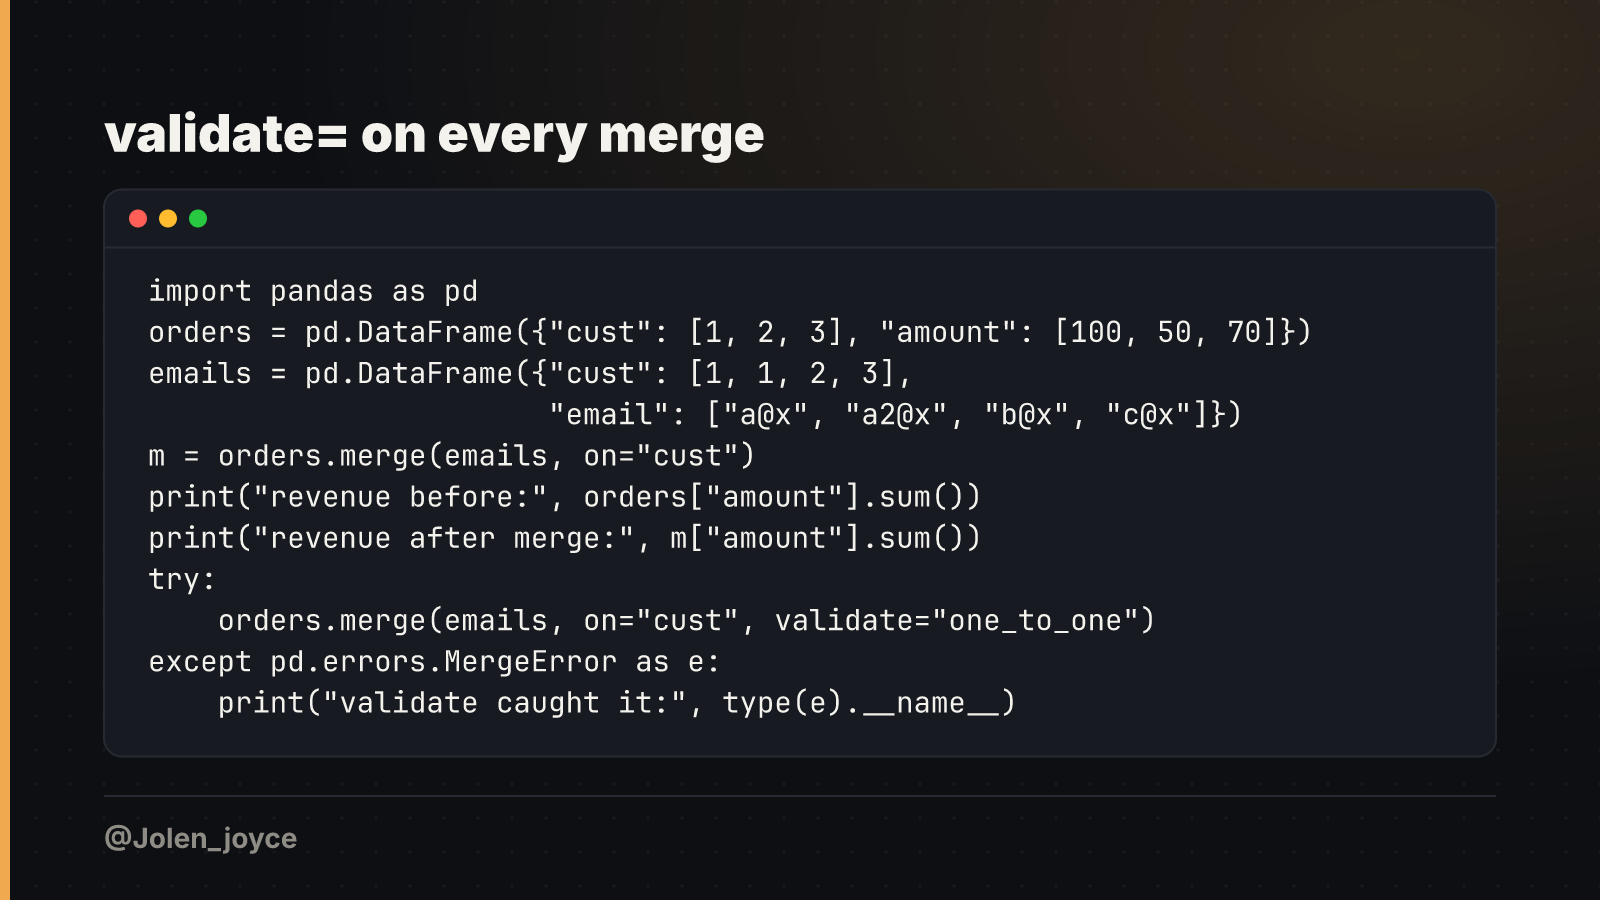 validate= on every merge
import pandas as pd
orders = pd.DataFrame({"cust": [1, 2, 3], "amount": [100, 50, 70]})
emails = pd.DataFrame({"cust": [1, 1, 2, 3],
                       "email": ["a@x", "a2@x", "b@x", "c@x"]})
m = orders.merge(emails, on="cust")
print("revenue before:", orders["amount"].sum())
print("revenue after merge:", m["amount"].sum())
try:
    orders.merge(emails, on="cust", validate="one_to_one")
except pd.errors.MergeError as e:
    print("validate caught it:", type(e).__name__)
@Jolen_joyce